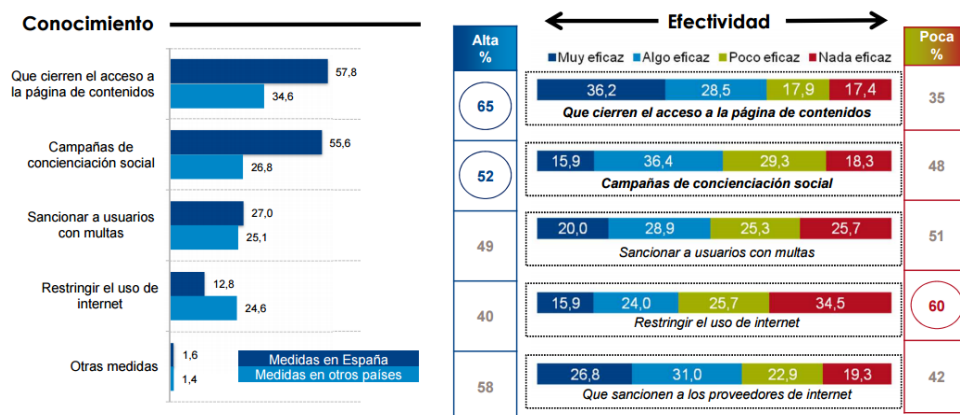 Conocimiento
Que cierren el acceso a
la página de contenidos
57,8
34,6
Campañas de
concienciación social
55,6
26,8
Sancionar a usuarios
con multas
27,0
25,1
Restringir el uso de
internet
12,8
24,6
Otras medidas
1,6
1,4
Medidas en España
Medidas en otros países
Efectividad
Alta
%
65
52
49
40
58
Muy eficaz Algo eficaz Poco eficaz Nada eficaz
36,2 28,5 17,9 17,4
Que cierren el acceso a la página de contenidos
15,9 36,4 29,3 18,3
Campañas de concienciación social
20,0 28,9 25,3 25,7
Sancionar a usuarios con multas
15,9 24,0 25,7 34,5
Restringir el uso de internet
26,8 31,0 22,9 19,3
Que sancionen a los proveedores de internet
Poca
%
35
48
51
60
42